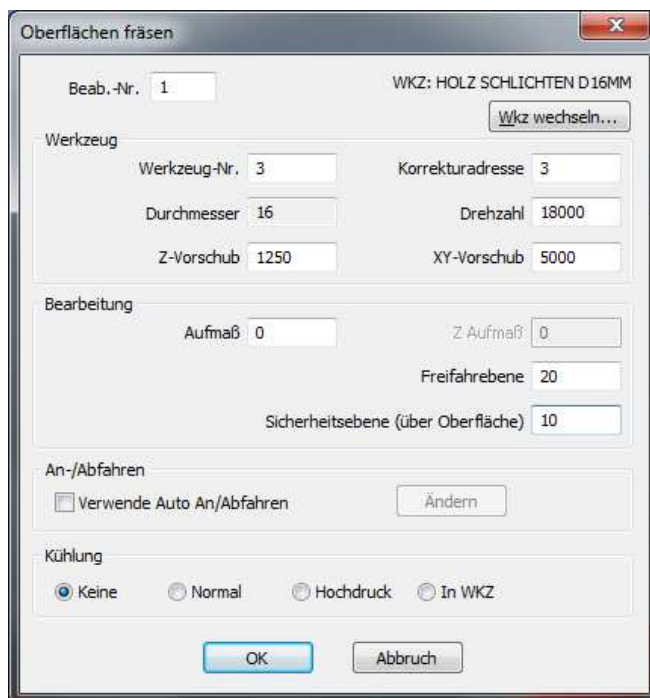 Oberflächen fräsen
Beab.-Nr. 1 WKZ: HOLZ SCHLICHTEN D16MM
Wkz wechseln...
Werkzeug
Werkzeug-Nr. 3 Korrekturadresse 3
Durchmesser 16 Drehzahl 18000
Z-Vorschub 1250 XY-Vorschub 5000
Bearbeitung
Aufmaß 0 Z Aufmaß 0
Freifahrebene 20
Sicherheitsebene (über Oberfläche) 10
An-/Abfahren
Verwende Auto An/Abfahren Ändern
Kühlung
Keine Normal Hochdruck In WKZ
OK Abbruch